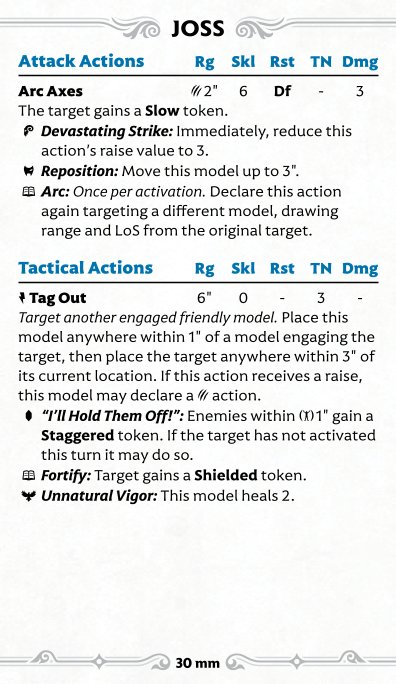 JOSS
Attack Actions Rg Skl Rst TN Dmg
Arc Axes 2" 6 Df - 3
The target gains a Slow token.
Devastating Strike: Immediately, reduce this
action's raise value to 3.
Reposition: Move this model up to 3".
Arc: Once per activation. Declare this action
again targeting a different model, drawing
range and LoS from the original target.
Tactical Actions Rg Skl Rst TN Dmg
Tag Out 6" 0 - 3 -
Target another engaged friendly model. Place this
model anywhere within 1" of a model engaging the
target, then place the target anywhere within 3" of
its current location. If this action receives a raise,
this model may declare a action.
"I'll Hold Them Off!": Enemies within 1" gain a
Staggered token. If the target has not activated
this turn it may do so.
Fortify: Target gains a Shielded token.
Unnatural Vigor: This model heals 2.
30 mm